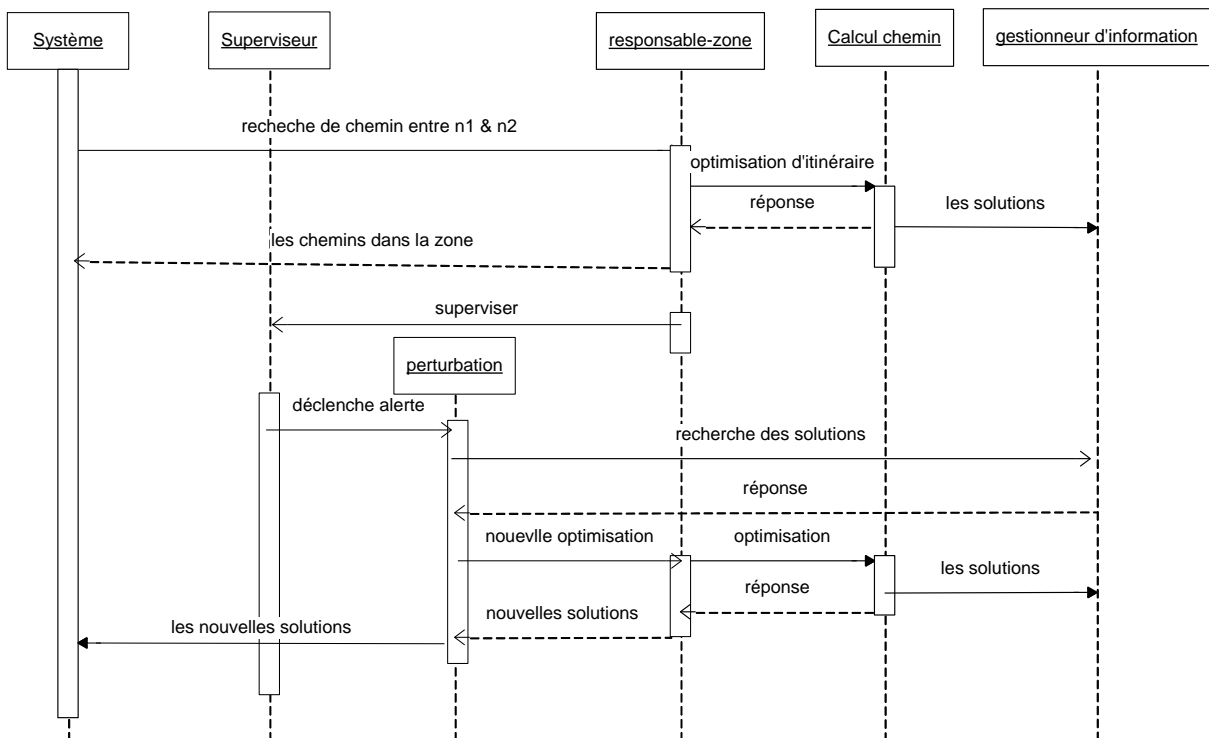 Système
Superviseur
responsable-zone
Calcul chemin
gestionneur d'information
recheche de chemin entre n1 & n2
optimisation d'itinéraire
réponse
les solutions
les chemins dans la zone
superviser
perturbation
déclenche alerte
recherche des solutions
réponse
nouevlle optimisation
optimisation
les solutions
réponse
nouvelles solutions
les nouvelles solutions